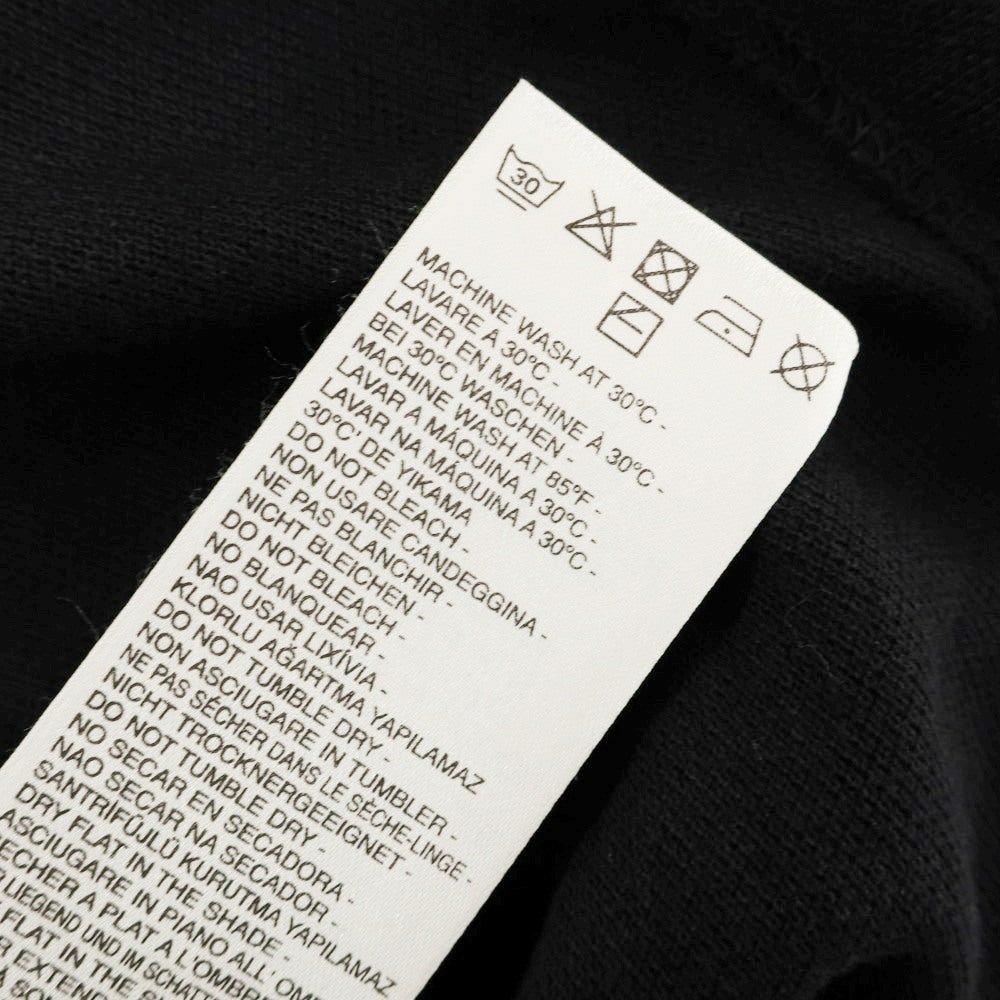 30
MACHINE WASH AT 30°C -
LAVARE A 30°C -
LAVER EN MACHINE À 30°C -
BEI 30°C WASCHEN -
MACHINE WASH AT 85°F -
LAVAR A MÁQUINA A 30°C -
LAVAR NA MÁQUINA A 30°C -
30°C' DE YIKAMA
DO NOT BLEACH -
NON USARE CANDEGGINA -
NE PAS BLANCHIR -
NICHT BLEICHEN -
DO NOT BLEACH -
NO BLANQUEAR -
NAO USAR LIXÍVIA -
KLORLU AĞARTMA YAPILAMAZ
DO NOT TUMBLE DRY -
NON ASCIUGARE IN TUMBLER -
NE PAS SÉCHER DANS LE SÈCHE-LINGE -
NICHT TROCKNERGEEIGNET -
DO NOT TUMBLE DRY -
NO SECAR EN SECADORA -
NAO SECAR NA SECADOR -
SANTRIFÜJLÜ KURUTMA YAPILAMAZ
DRY FLAT IN THE SHADE -
ASCIUGARE IN PIANO ALL'
ECHER A PLAT A L'OMBRE
LIEGEND UND IM
FLAT IN THE